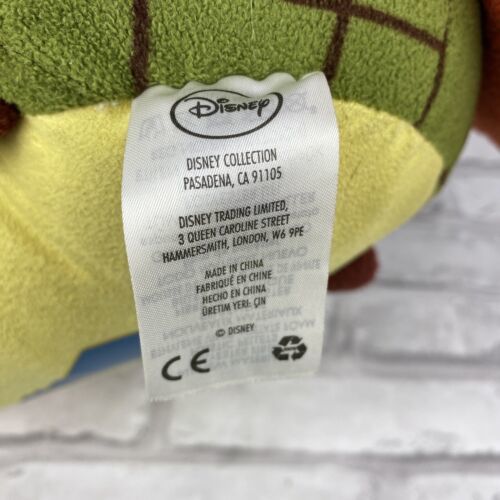 Disney
DISNEY COLLECTION
PASADENA, CA 91105
DISNEY TRADING LIMITED,
3 QUEEN CAROLINE STREET
HAMMERSMITH, LONDON, W6 9PE
MADE IN CHINA
FABRIQUÉ EN CHINE
HECHO EN CHINA
ÜRETIM YERI: ÇIN
© DISNEY
CE